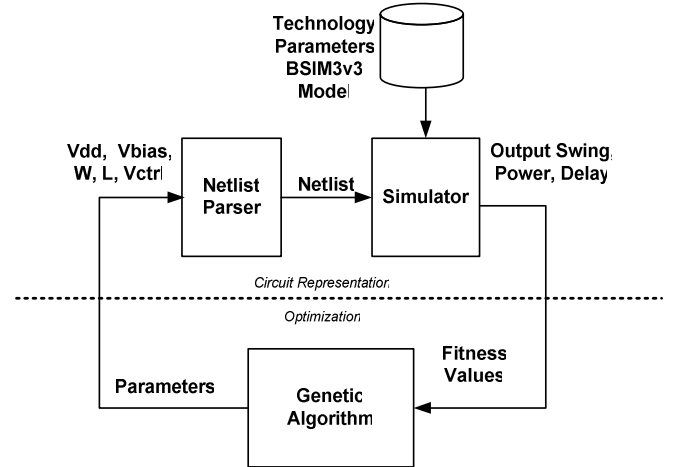 Technology
Parameters
BSIM3v3
Model
Vdd, Vbias,
W, L, Vctrl
Netlist
Parser
Netlist
Simulator
Output Swing,
Power, Delay
Circuit Representation
Optimization
Parameters
Genetic
Algorithm
Fitness
Values